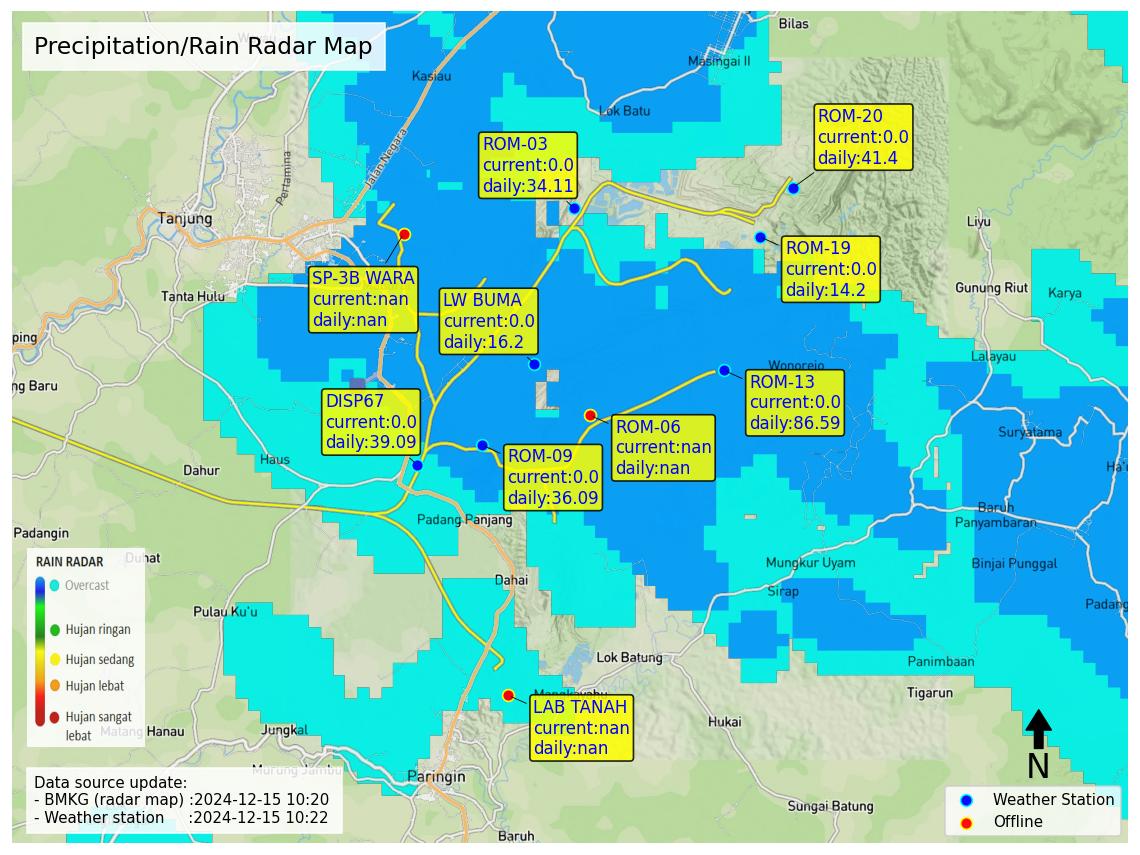 Precipitation/Rain Radar Map
Bilas
Kasiau
Masingai II
Lok Batu
Jalan Negara
Pertamina
Tanjung
Tanta Hulu
ping
ng Baru
ROM-03
current:0.0
daily:34.11
ROM-20
current:0.0
daily:41.4
ROM-19
current:0.0
daily:14.2
SP-3B WARA
current:nan
daily:nan
LW BUMA
current:0.0
daily:16.2
Liyu
Gunung Riut
Karya
Lalayau
Wonorejo
ROM-13
current:0.0
daily:86.59
DISP67
current:0.0
daily:39.09
ROM-06
current:nan
daily:nan
ROM-09
current:0.0
daily:36.09
Suryatama
Ha'u
Haus
Dahur
Padangin
Duhat
Padang Panjang
Baruh
Panyambaran
Binjai Punggal
Mungkur Uyam
Sirap
Padang
Dahai
Pulau Ku'u
Lok Batung
Panimbaan
Tigarun
Mangkayahu
Hukai
LAB TANAH
current:nan
daily:nan
RAIN RADAR
Overcast
Hujan ringan
Hujan sedang
Hujan lebat
Hujan sangat
lebat
Matang Hanau
Jungkal
Murung Jambu
Paringin
Sungai Batung
Baruh
N
Data source update:
- BMKG (radar map) :2024-12-15 10:20
- Weather station :2024-12-15 10:22
Weather Station
Offline